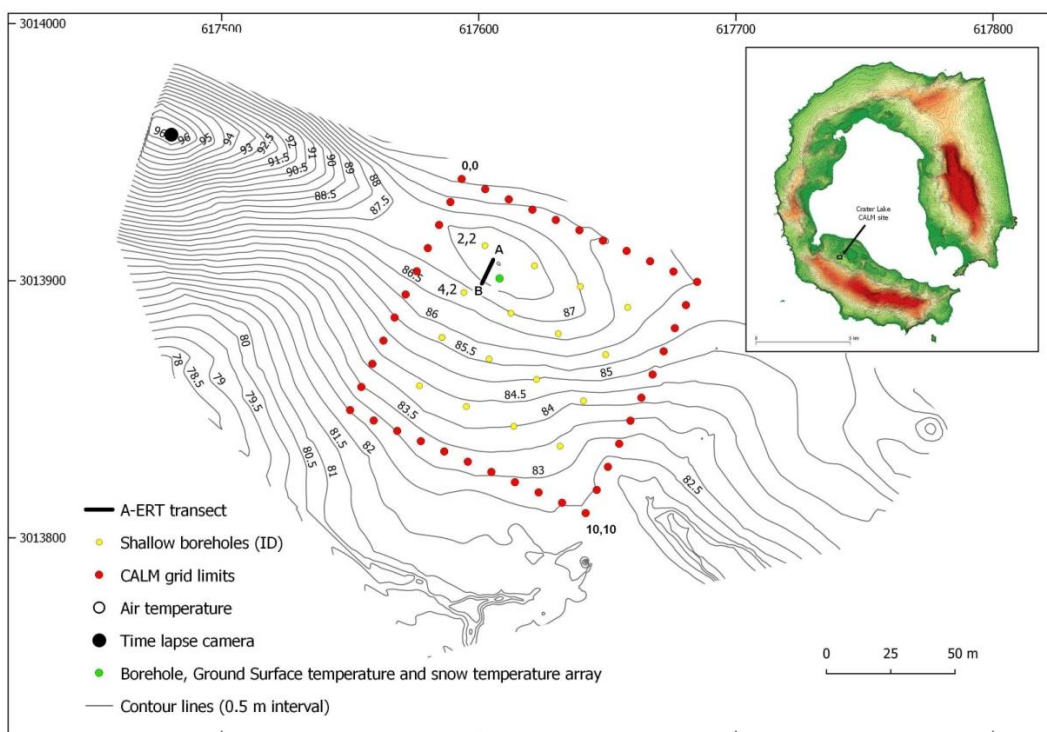 617500 617600 617700 617800
3014000
3013900
3013800
96
96
95
94
93
92.5
92
91.5
91
90.5
90
89
88.5
88
87.5
0,0
2,2
A
B
4,2
86.5
87
86
85.5
85
84.5
84
83.5
83
82.5
82
81.5
81
80.5
80
79.5
79
78.5
78
10,10
Crater Lake
CALM site
0 5 km
A-ERT transect
Shallow boreholes (ID)
CALM grid limits
Air temperature
Time lapse camera
Borehole, Ground Surface temperature and snow temperature array
Contour lines (0.5 m interval)
0 25 50 m